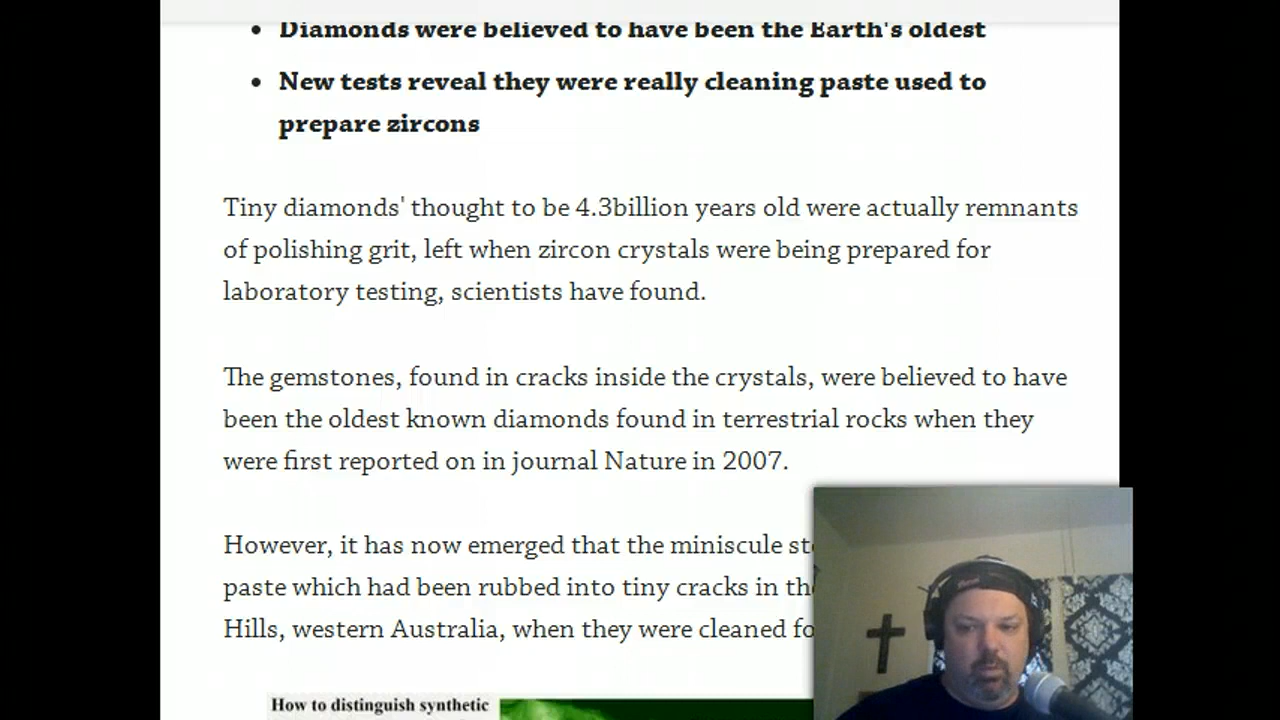 Diamonds were believed to have been the Earth's oldest
New tests reveal they were really cleaning paste used to
prepare zircons
Tiny diamonds' thought to be 4.3billion years old were actually remnants
of polishing grit, left when zircon crystals were being prepared for
laboratory testing, scientists have found.
The gemstones, found in cracks inside the crystals, were believed to have
been the oldest known diamonds found in terrestrial rocks when they
were first reported on in journal Nature in 2007.
However, it has now emerged that the miniscule
paste which had been rubbed into tiny cracks in
Hills, western Australia, when they were cleaned
How to distinguish synthetic